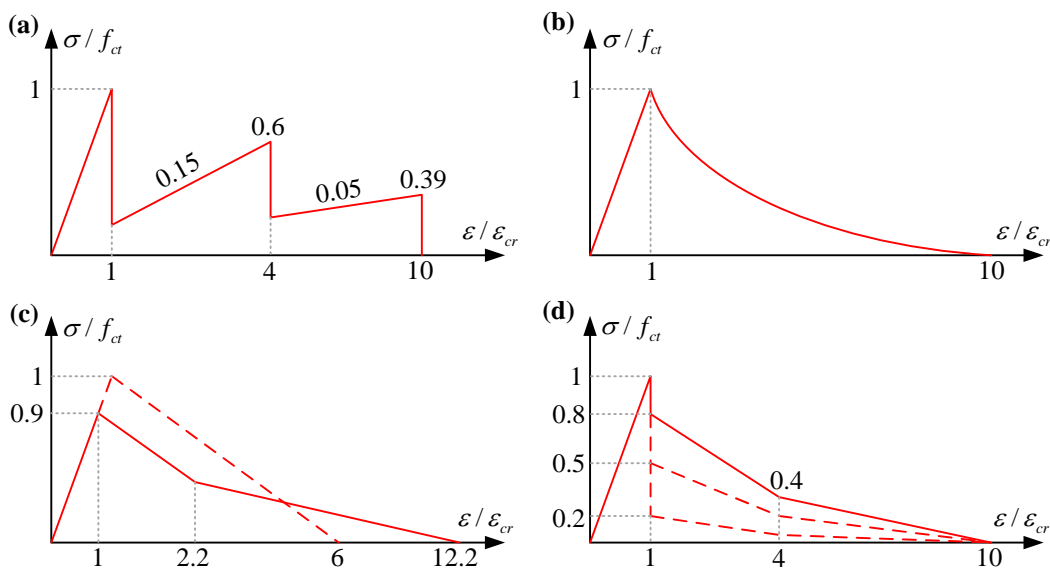 (a)
σ / f_ct
1
0.15
0.6
0.05
0.39
ε / ε_cr
1 4 10
(b)
σ / f_ct
1
ε / ε_cr
1 10
(c)
σ / f_ct
1
0.9
ε / ε_cr
1 2.2 6 12.2
(d)
σ / f_ct
1
0.8
0.5
0.4
0.2
ε / ε_cr
1 4 10